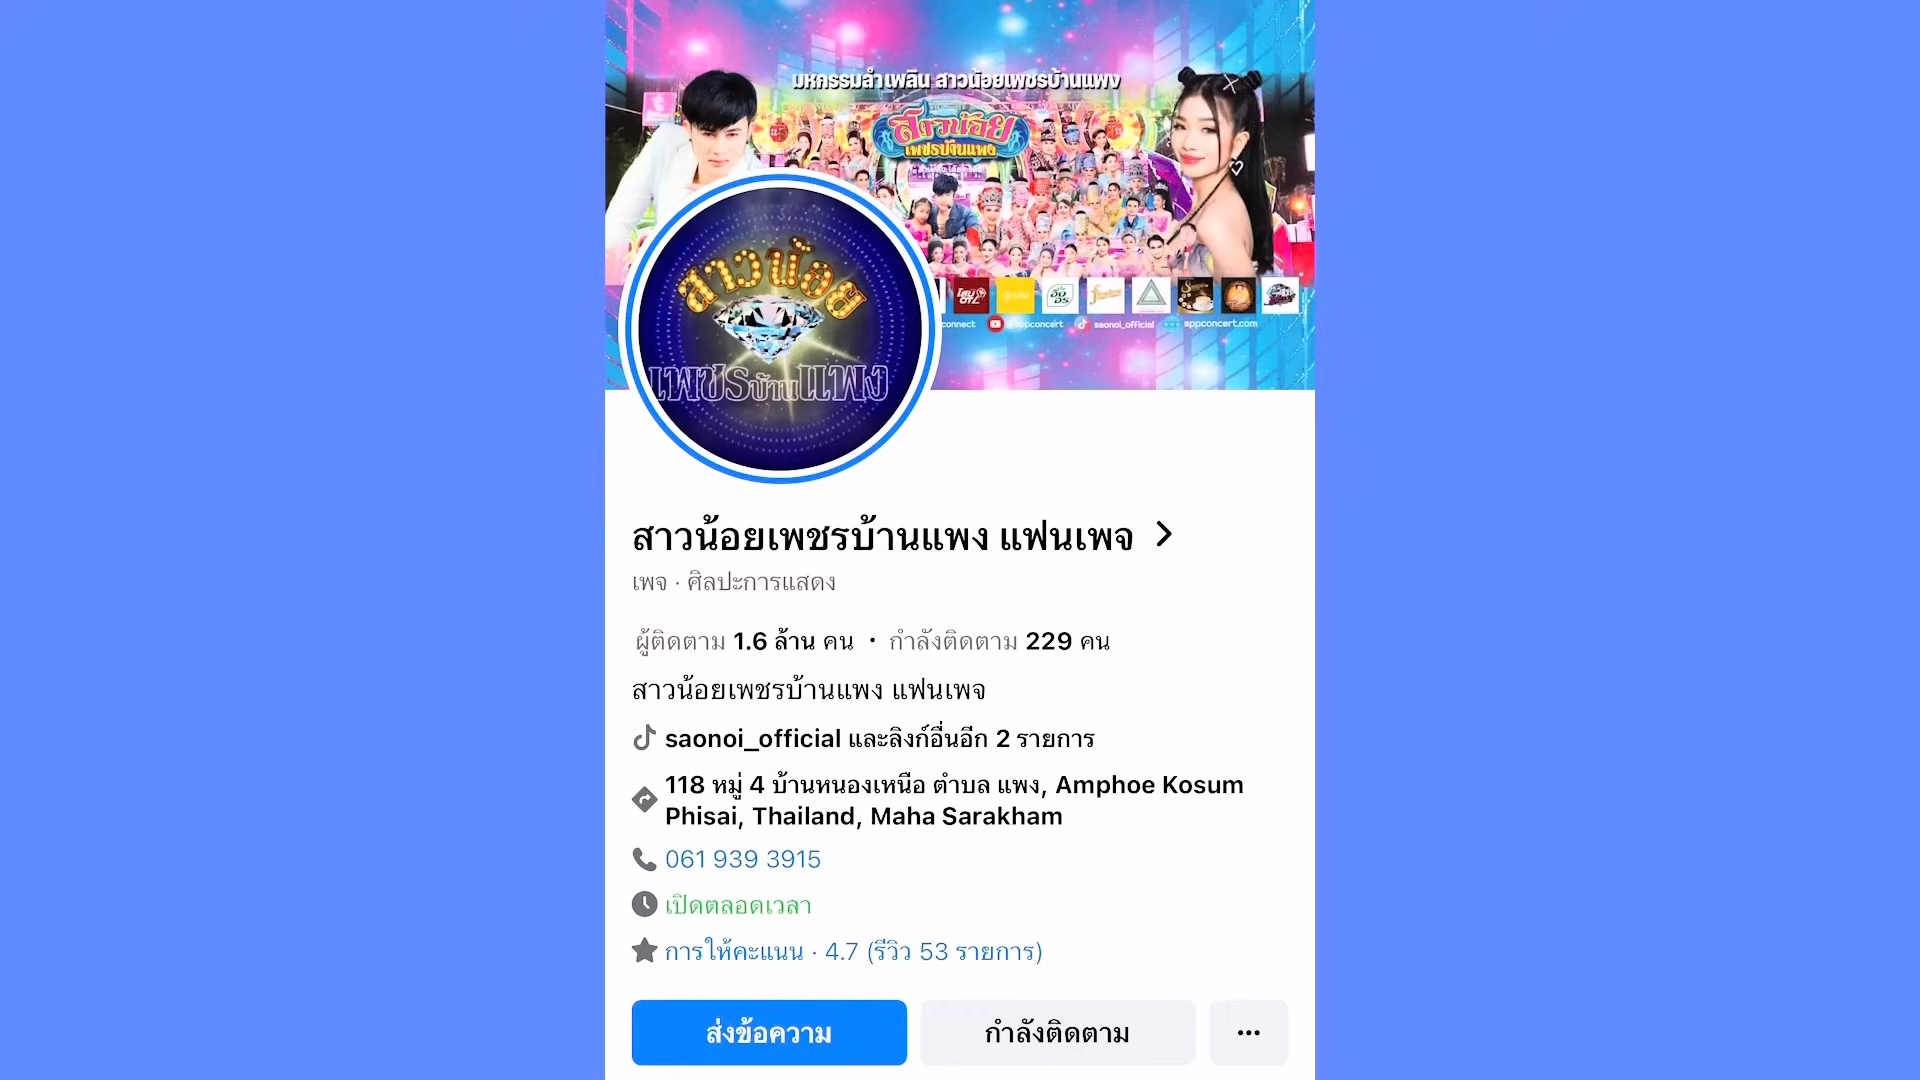 มหกรรมลำเพลิน สาวน้อยเพชรบ้านแพง
สาวน้อย
เพชรบ้านแพง
connect sppconcert saonoi_official sppconcert.com
สาวน้อย
เพชรบ้านแพง
สาวน้อยเพชรบ้านแพง แฟนเพจ
เพจ · ศิลปะการแสดง
ผู้ติดตาม 1.6 ล้าน คน · กำลังติดตาม 229 คน
สาวน้อยเพชรบ้านแพง แฟนเพจ
saonoi_official และลิงก์อื่นอีก 2 รายการ
118 หมู่ 4 บ้านหนองเหนือ ตำบล แพง, Amphoe Kosum
Phisai, Thailand, Maha Sarakham
061 939 3915
เปิดตลอดเวลา
การให้คะแนน · 4.7 (รีวิว 53 รายการ)
ส่งข้อความ
กำลังติดตาม